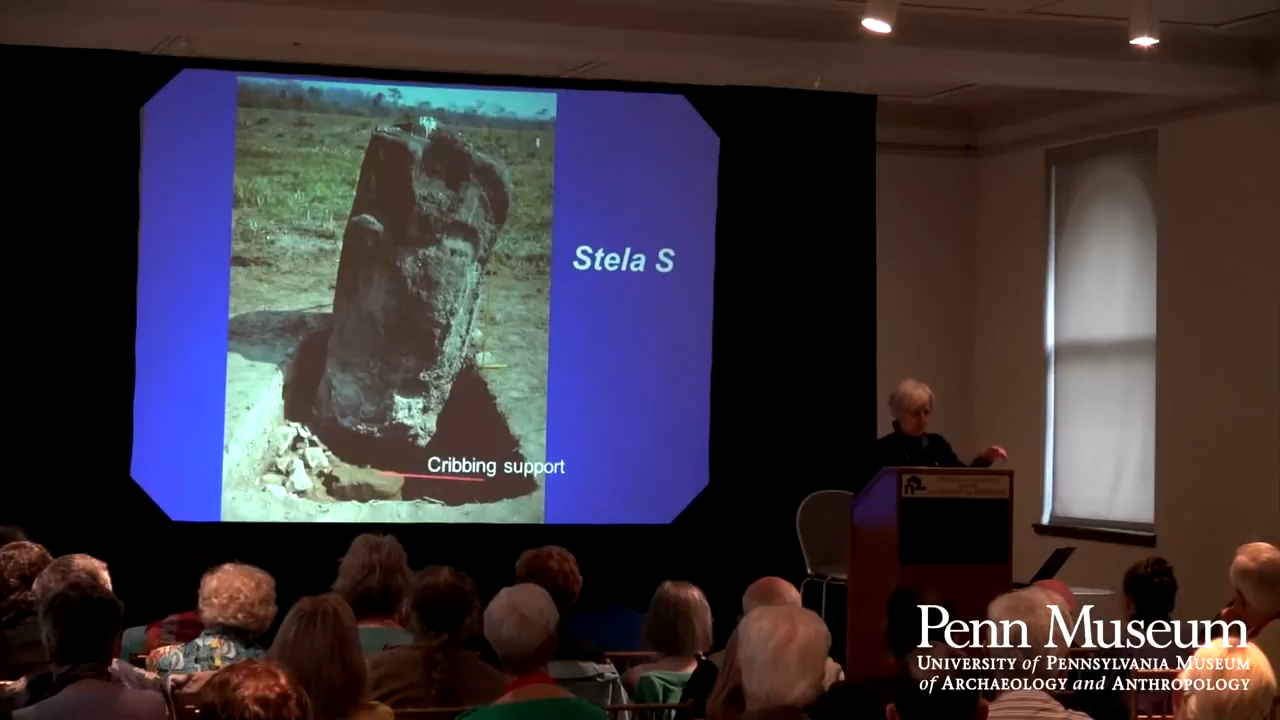 Stela S
Cribbing support
Penn Museum
University of Pennsylvania Museum
of Archaeology and Anthropology